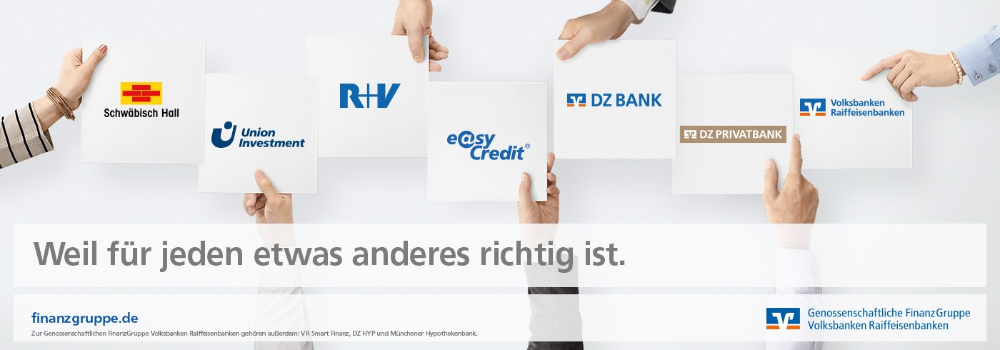 Schwäbisch Hall
Union
Investment
R+V
e@sy
Credit®
DZ BANK
DZ PRIVATBANK
Volksbanken
Raiffeisenbanken
Weil für jeden etwas anderes richtig ist.
finanzgruppe.de
Zur Genossenschaftlichen FinanzGruppe Volksbanken Raiffeisenbanken gehören außerdem: VR Smart Finanz, DZ HYP und Münchener Hypothekenbank.
Genossenschaftliche FinanzGruppe
Volksbanken Raiffeisenbanken